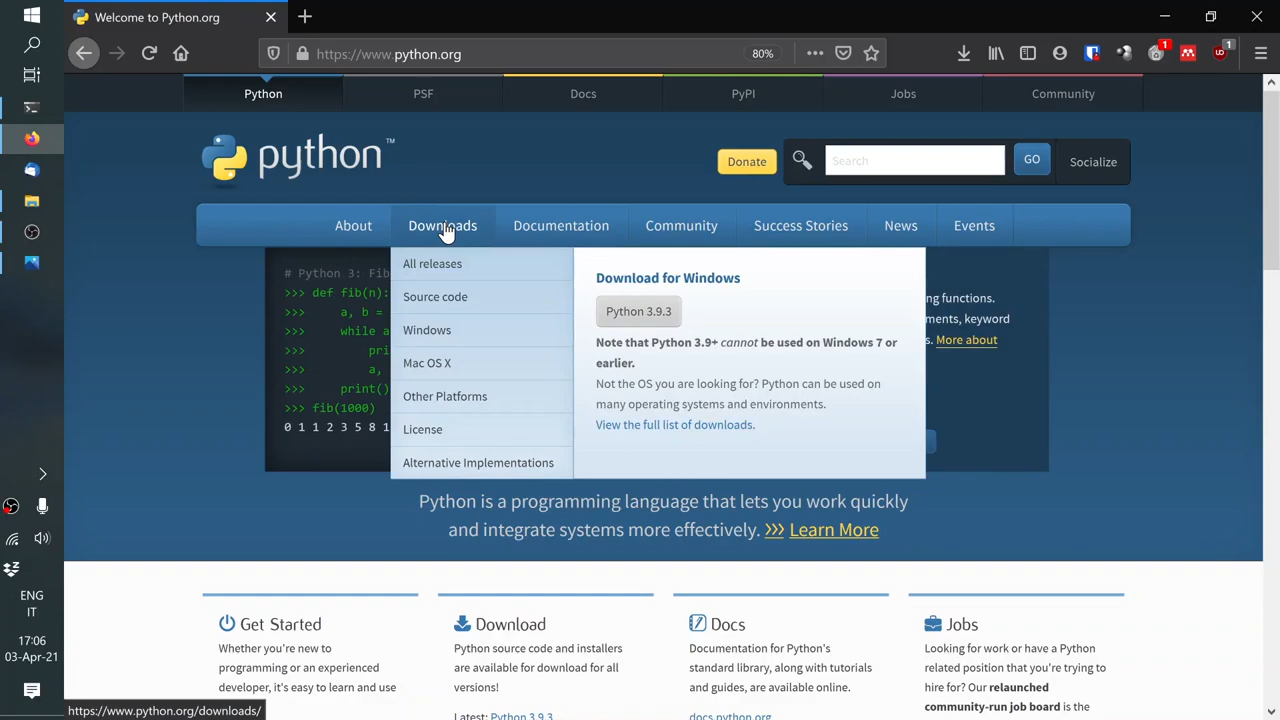 Welcome to Python.org
https://www.python.org
80%
1
1
Python
PSF
Docs
PyPI
Jobs
Community
python™
Donate
Search
GO
Socialize
About
Downloads
Documentation
Community
Success Stories
News
Events
All releases
Source code
Windows
Mac OS X
Other Platforms
License
Alternative Implementations
Download for Windows
Python 3.9.3
Note that Python 3.9+ cannot be used on Windows 7 or
earlier.
Not the OS you are looking for? Python can be used on
many operating systems and environments.
View the full list of downloads.
# Python 3: Fib
>>> def fib(n):
>>>     a, b =
>>>     while a
>>>         pri
>>>         a,
>>>     print()
>>> fib(1000)
0 1 1 2 3 5 8 1
ng functions.
ments, keyword
s. More about
Python is a programming language that lets you work quickly
and integrate systems more effectively. >>> Learn More
Get Started
Whether you're new to
programming or an experienced
developer, it's easy to learn and use
Download
Python source code and installers
are available for download for all
versions!
Latest: Python 3.9.3
Docs
Documentation for Python's
standard library, along with tutorials
and guides, are available online.
docs.python.org
Jobs
Looking for work or have a Python
related position that you're trying to
hire for? Our relaunched
community-run job board is the
https://www.python.org/downloads/
ENG
IT
17:06
03-Apr-21